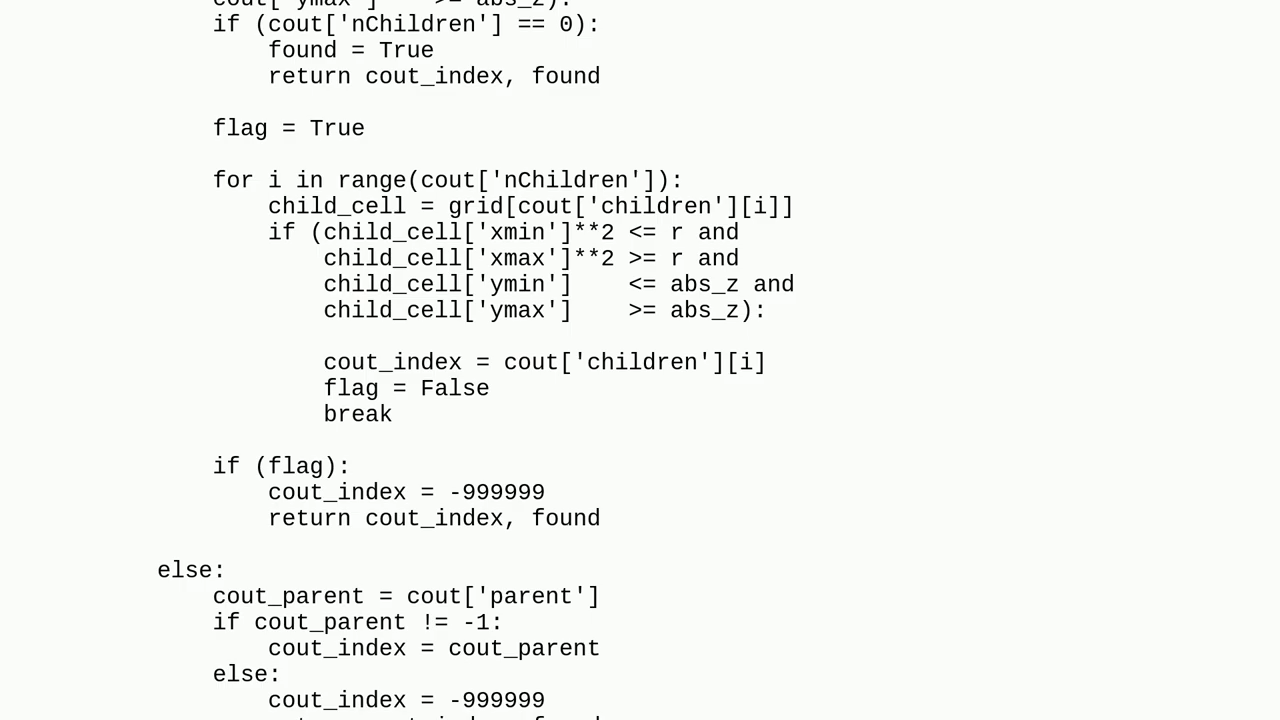 cout['ymax']    >= abs_z):
if (cout['nChildren'] == 0):
    found = True
    return cout_index, found

flag = True

for i in range(cout['nChildren']):
    child_cell = grid[cout['children'][i]]
    if (child_cell['xmin']**2 <= r and
        child_cell['xmax']**2 >= r and
        child_cell['ymin']    <= abs_z and
        child_cell['ymax']    >= abs_z):

        cout_index = cout['children'][i]
        flag = False
        break

if (flag):
    cout_index = -999999
    return cout_index, found

else:
    cout_parent = cout['parent']
    if cout_parent != -1:
        cout_index = cout_parent
    else:
        cout_index = -999999